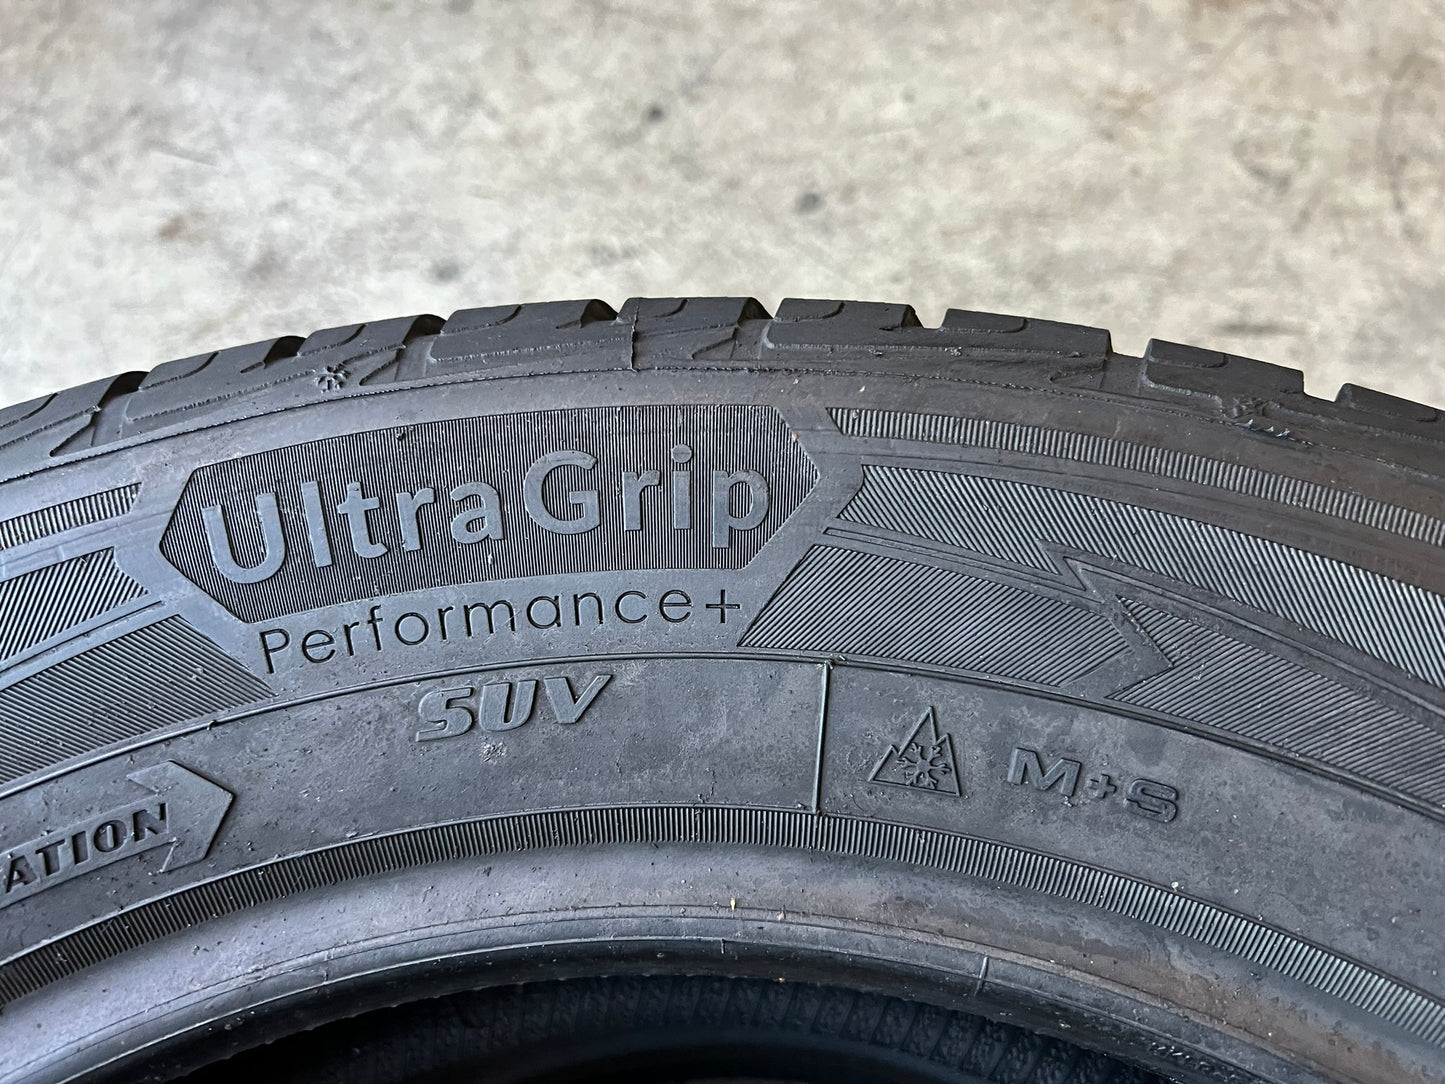 UltraGrip
Performance+
SUV
M+S
ATION